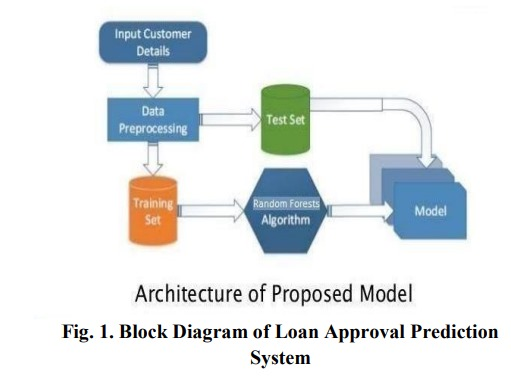 Input Customer
Details
Data
Preprocessing
Test Set
Training
Set
Random Forests
Algorithm
Model
Architecture of Proposed Model
Fig. 1. Block Diagram of Loan Approval Prediction
System